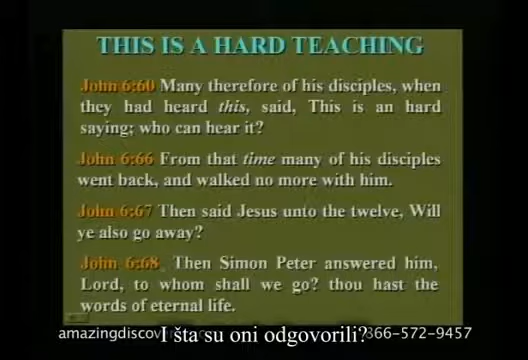 THIS IS A HARD TEACHING
John 6:60 Many therefore of his disciples, when
they had heard this, said, This is an hard
saying; who can hear it?
John 6:66 From that time many of his disciples
went back, and walked no more with him.
John 6:67 Then said Jesus unto the twelve, Will
ye also go away?
John 6:68 Then Simon Peter answered him,
Lord, to whom shall we go? thou hast the
words of eternal life.
I šta su oni odgovorili?
366-572-9457